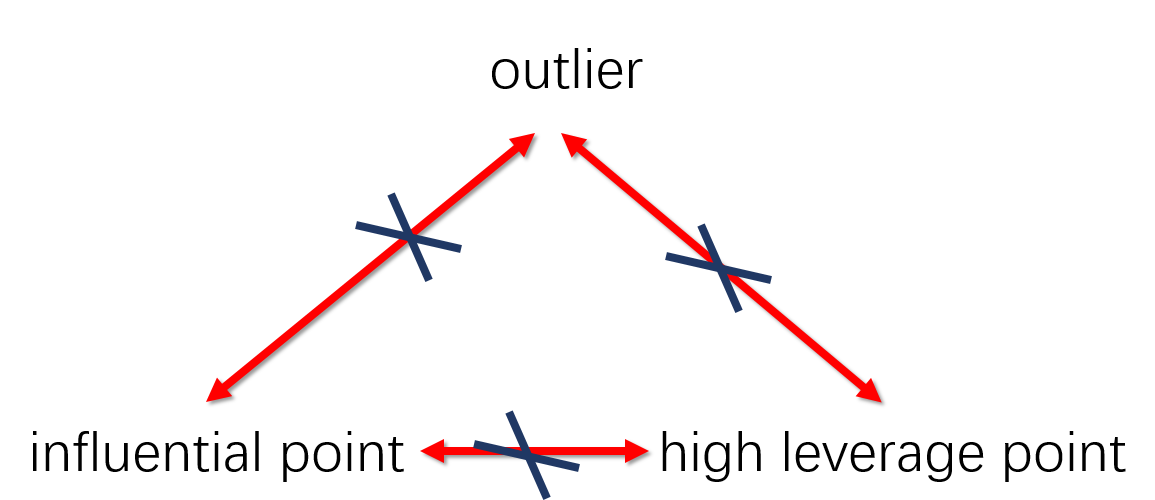 outlier
influential point
high leverage point